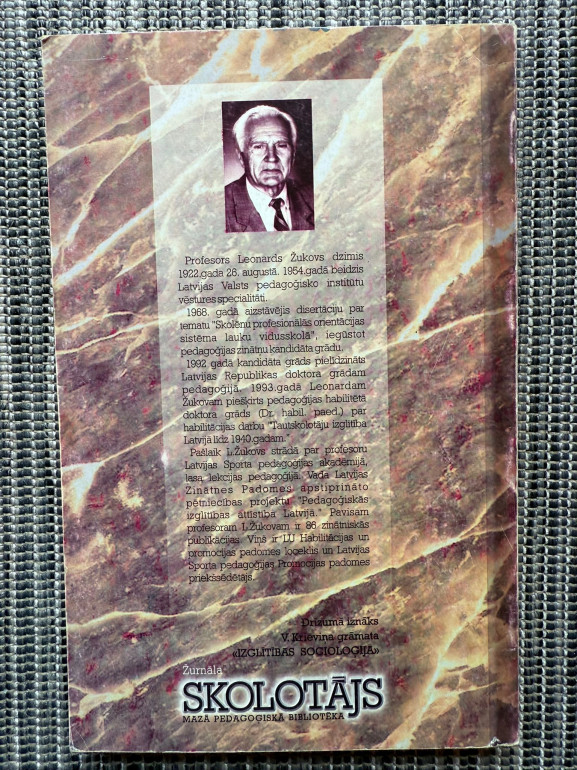 Profesors Leonards Žukovs dzimis
1922.gada 26. augustā. 1954.gadā beidzis
Latvijas Valsts pedagoģisko institūtu
vēstures specialitāti.
1968. gadā aizstāvējis disertāciju par
tematu "Skolēnu profesionālās orientācijas
sistēma lauku vidusskolā", iegūstot
pedagoģijas zinātņu kandidāta grādu.
1992. gadā kandidāta grāds pielīdzināts
Latvijas Republikas doktora grādam
pedagoģijā. 1993.gadā Leonardam
Žukovam piešķirts pedagoģijas habilitētā
doktora grāds (Dr. habil. paed.) par
habilitācijas darbu "Tautskolotāju izglītība
Latvijā līdz 1940.gadam."
Pašlaik L.Žukovs strādā par profesoru
Latvijas Sporta pedagoģijas akadēmijā,
lasa lekcijas pedagoģijā. Vada Latvijas
Zinātnes Padomes apstiprināto
pētniecības projektu "Pedagoģiskās
izglītības attīstība Latvijā." Pavisam
profesoram L.Žukovam ir 86 zinātniskās
publikācijas. Viņš ir LU Habilitācijas un
promocijas padomes loceklis un Latvijas
Sporta pedagoģijas Promocijas padomes
priekšsēdētājs.
Drīzumā iznāks
V. Krieviņa grāmata
«IZGLĪTĪBAS SOCIOLOĢIJA»
Žurnāla
SKOLOTĀJS
MAZĀ PEDAGOĢISKĀ BIBLIOTĒKA